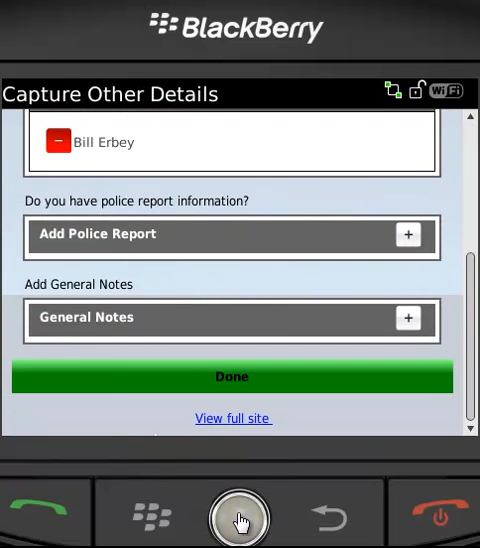 BlackBerry
Capture Other Details
WiFi
Bill Erbey
Do you have police report information?
Add Police Report
Add General Notes
General Notes
Done
View full site